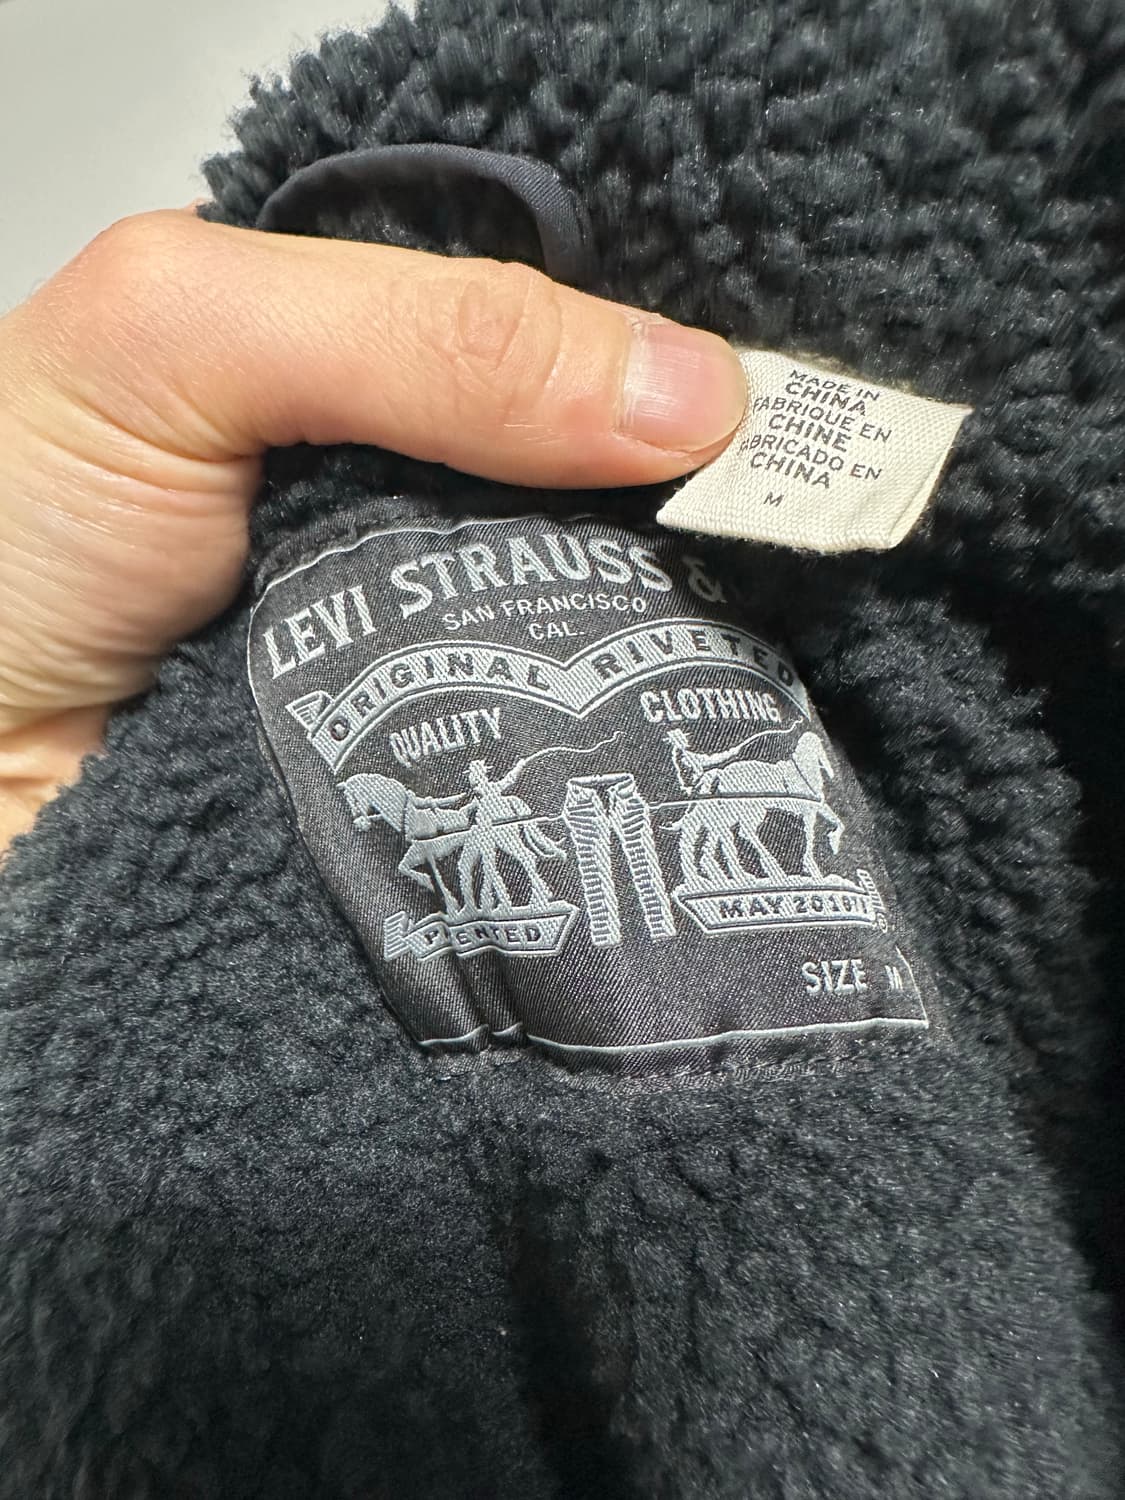 MADE IN
CHINA
FABRIQUE EN
CHINE
FABRICADO EN
CHINA
M
LEVI STRAUSS &
SAN FRANCISCO
CAL.
ORIGINAL RIVETED
QUALITY CLOTHING
PATENTED MAY 20 1873
SIZE M